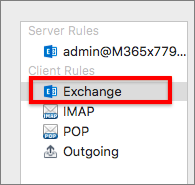 Server Rules
admin@M365x779...
Client Rules
Exchange
IMAP
POP
Outgoing